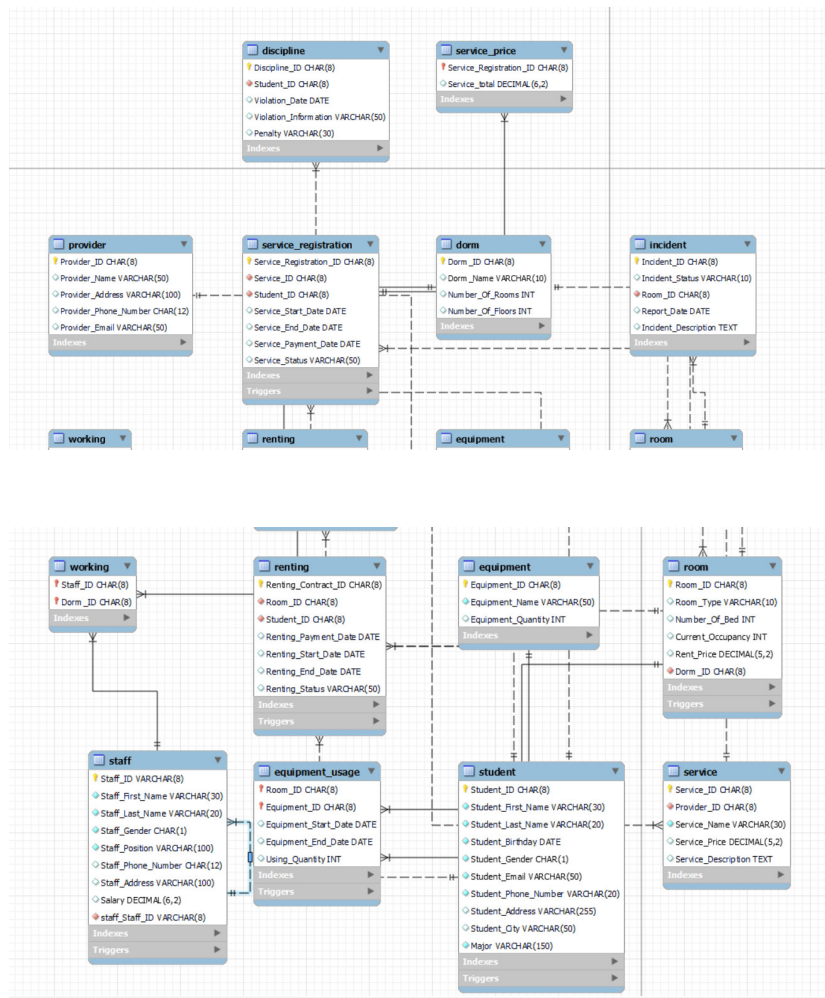 discipline
Discipline_ID CHAR(8)
Student_ID CHAR(8)
Violation_Date DATE
Violation_Information VARCHAR(50)
Penalty VARCHAR(30)
Indexes
service_price
Service_Registration_ID CHAR(8)
Service_total DECIMAL(6,2)
Indexes
provider
Provider_ID CHAR(8)
Provider_Name VARCHAR(50)
Provider_Address VARCHAR(100)
Provider_Phone_Number CHAR(12)
Provider_Email VARCHAR(50)
Indexes
service_registration
Service_Registration_ID CHAR(8)
Service_ID CHAR(8)
Student_ID CHAR(8)
Service_Start_Date DATE
Service_End_Date DATE
Service_Payment_Date DATE
Service_Status VARCHAR(50)
Indexes
Triggers
dorm
Dorm_ID CHAR(8)
Dorm_Name VARCHAR(10)
Number_Of_Rooms INT
Number_Of_Floors INT
Indexes
incident
Incident_ID CHAR(8)
Incident_Status VARCHAR(10)
Room_ID CHAR(8)
Report_Date DATE
Incident_Description TEXT
Indexes
working
renting
equipment
room
working
Staff_ID CHAR(8)
Dorm _ID CHAR(8)
Indexes
renting
Renting_Contract_ID CHAR(8)
Room_ID CHAR(8)
Student_ID CHAR(8)
Renting_Payment_Date DATE
Renting_Start_Date DATE
Renting_End_Date DATE
Renting_Status VARCHAR(50)
Indexes
Triggers
equipment
Equipment_ID CHAR(8)
Equipment_Name VARCHAR(50)
Equipment_Quantity INT
Indexes
room
Room_ID CHAR(8)
Room_Type VARCHAR(10)
Number_Of_Bed INT
Current_Occupancy INT
Rent_Price DECIMAL(5,2)
Dorm _ID CHAR(8)
Indexes
Triggers
staff
Staff_ID VARCHAR(8)
Staff_First_Name VARCHAR(30)
Staff_Last_Name VARCHAR(20)
Staff_Gender CHAR(1)
Staff_Position VARCHAR(100)
Staff_Phone_Number CHAR(12)
Staff_Address VARCHAR(100)
Salary DECIMAL(6,2)
staff_Staff_ID VARCHAR(8)
Indexes
Triggers
equipment_usage
Room_ID CHAR(8)
Equipment_ID CHAR(8)
Equipment_Start_Date DATE
Equipment_End_Date DATE
Using_Quantity INT
Indexes
Triggers
student
Student_ID CHAR(8)
Student_First_Name VARCHAR(30)
Student_Last_Name VARCHAR(20)
Student_Birthday DATE
Student_Gender CHAR(1)
Student_Email VARCHAR(50)
Student_Phone_Number VARCHAR(20)
Student_Address VARCHAR(255)
Student_City VARCHAR(50)
Major VARCHAR(150)
Indexes
Triggers
service
Service_ID CHAR(8)
Provider_ID CHAR(8)
Service_Name VARCHAR(30)
Service_Price DECIMAL(5,2)
Service_Description TEXT
Indexes